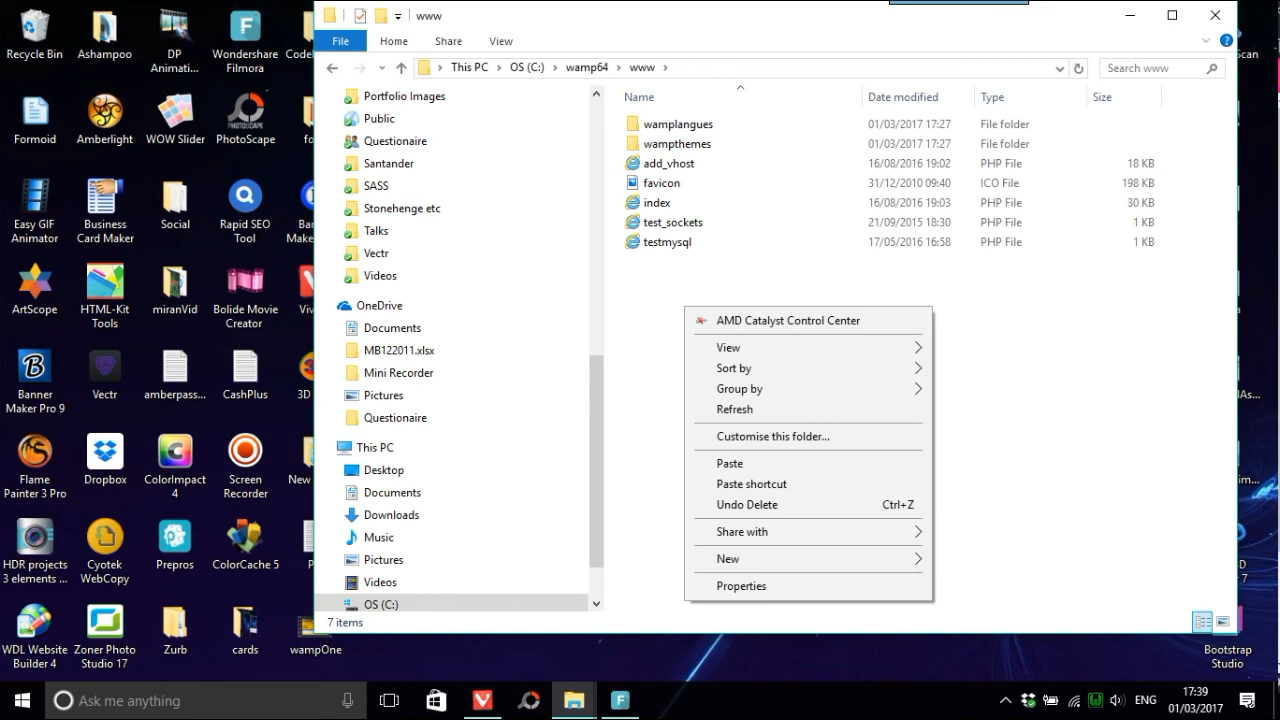 www
File
Home
Share
View
This PC
OS (C:)
wamp64
www
Search www
Name
Date modified
Type
Size
wamplangues 01/03/2017 17:27 File folder
wampthemes 01/03/2017 17:27 File folder
add_vhost 16/08/2016 19:02 PHP File 18 KB
favicon 31/12/2010 09:40 ICO File 198 KB
index 16/08/2016 19:03 PHP File 30 KB
test_sockets 21/09/2015 18:30 PHP File 1 KB
testmysql 17/05/2016 16:58 PHP File 1 KB
Portfolio Images
Public
Questionaire
Santander
SASS
Stonehenge etc
Talks
Vectr
Videos
OneDrive
Documents
MB122011.xlsx
Mini Recorder
Pictures
Questionaire
This PC
Desktop
Documents
Downloads
Music
Pictures
Videos
OS (C:)
7 items
AMD Catalyst Control Center
View
Sort by
Group by
Refresh
Customise this folder...
Paste
Paste shortcut
Undo Delete Ctrl+Z
Share with
New
Properties
Recycle Bin
Ashampoo
DP
Animati...
Wondershare
Filmora
Formoid
Amberlight
WOW Slider
PhotoScape
PHOTOSCAPE
Easy GIF
Animator
Business
Card Maker
Social
Rapid SEO
Tool
ArtScope
HTML-Kit
Tools
miranVid
Bolide Movie
Creator
Banner
Maker Pro 9
Vectr
amberpass...
CashPlus
3D
Flame
Painter 3 Pro
Dropbox
ColorImpact
4
Screen
Recorder
New
HDR projects
3 elements ...
Cyotek
WebCopy
Prepros
ColorCache 5
WDL Website
Builder 4
Zoner Photo
Studio 17
Zurb
cards
wampOne
Bootstrap
Studio
Ask me anything
ENG
17:39
01/03/2017